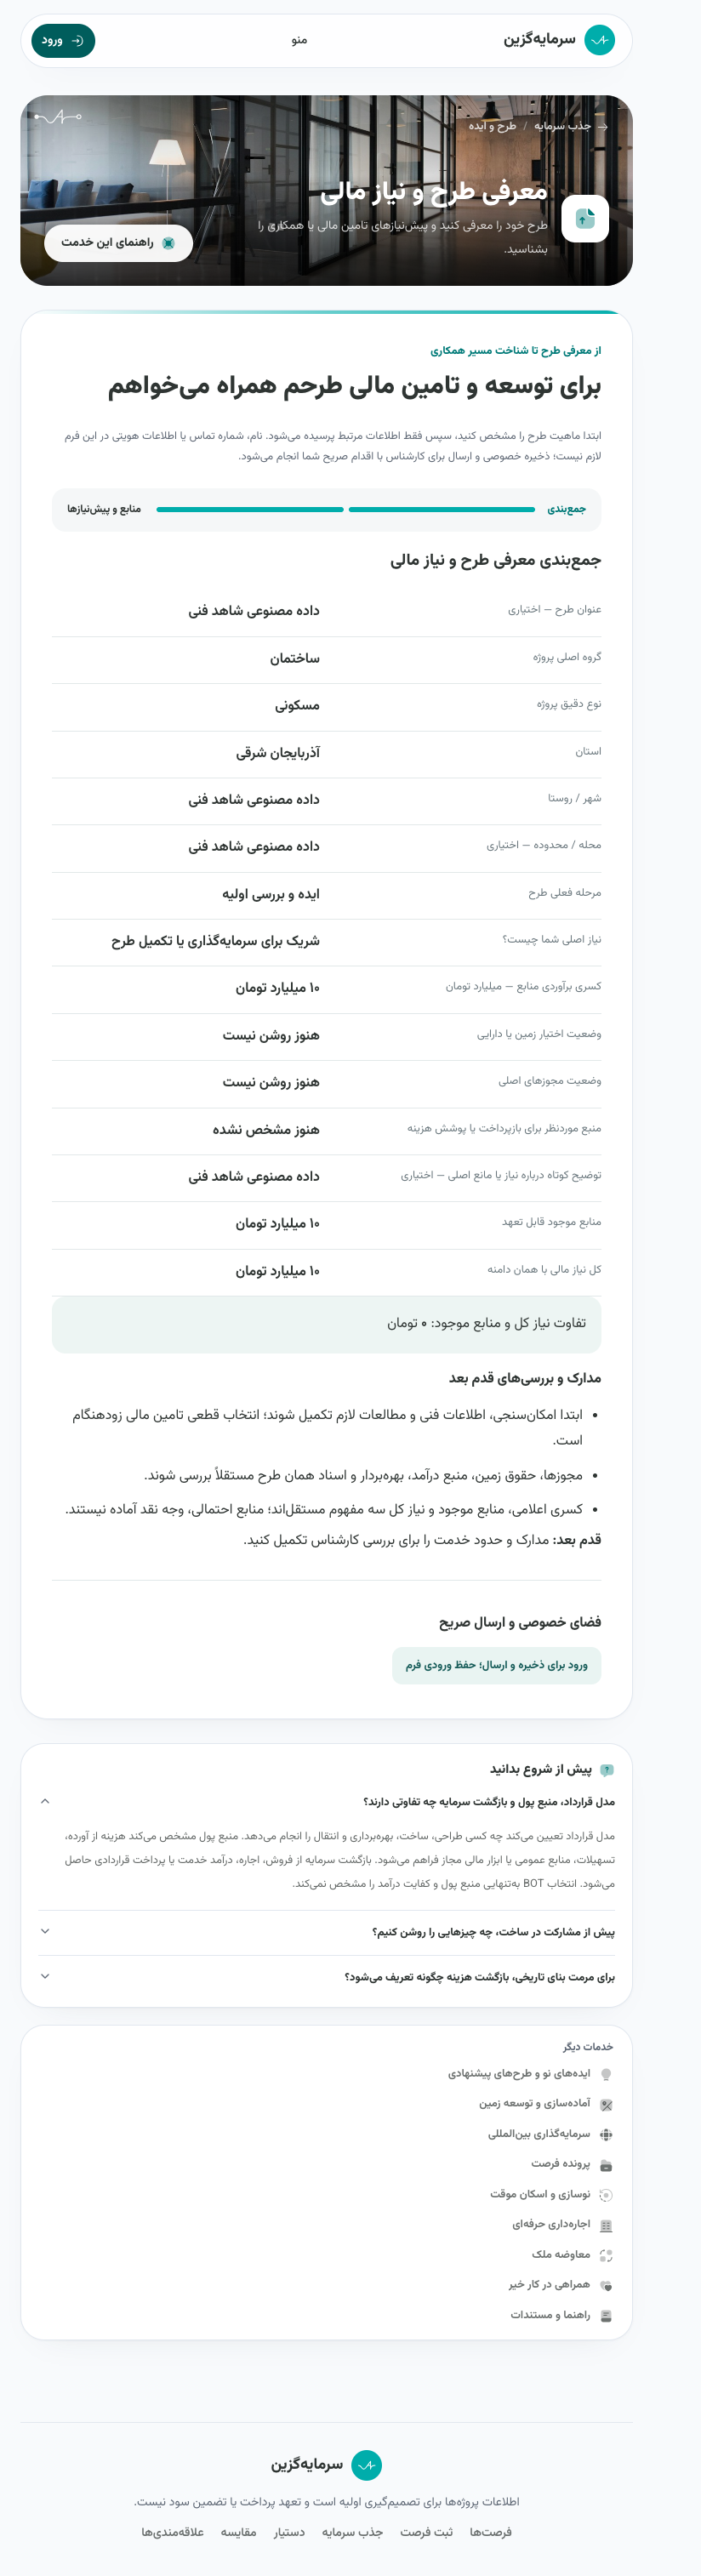 سرمایه‌گزین
منو
ورود
جذب سرمایه / طرح و ایده
معرفی طرح و نیاز مالی
طرح خود را معرفی کنید و پیش‌نیازهای تامین مالی یا همکاری را
بشناسید.
راهنمای این خدمت
از معرفی طرح تا شناخت مسیر همکاری
برای توسعه و تامین مالی طرحم همراه می‌خواهم
ابتدا ماهیت طرح را مشخص کنید، سپس فقط اطلاعات مرتبط پرسیده می‌شود. نام، شماره تماس یا اطلاعات هویتی در این فرم
لازم نیست؛ ذخیره خصوصی و ارسال برای کارشناس با اقدام صریح شما انجام می‌شود.
جمع‌بندی
منابع و پیش‌نیازها
جمع‌بندی معرفی طرح و نیاز مالی
عنوان طرح — اختیاری
داده مصنوعی شاهد فنی
گروه اصلی پروژه
ساختمان
نوع دقیق پروژه
مسکونی
استان
آذربایجان شرقی
شهر / روستا
داده مصنوعی شاهد فنی
محله / محدوده — اختیاری
داده مصنوعی شاهد فنی
مرحله فعلی طرح
ایده و بررسی اولیه
نیاز اصلی شما چیست؟
شریک برای سرمایه‌گذاری یا تکمیل طرح
کسری برآوردی منابع — میلیارد تومان
۱۰ میلیارد تومان
وضعیت اختیار زمین یا دارایی
هنوز روشن نیست
وضعیت مجوزهای اصلی
هنوز روشن نیست
منبع موردنظر برای بازپرداخت یا پوشش هزینه
هنوز مشخص نشده
توضیح کوتاه درباره نیاز یا مانع اصلی — اختیاری
داده مصنوعی شاهد فنی
منابع موجود قابل تعهد
۱۰ میلیارد تومان
کل نیاز مالی با همان دامنه
۱۰ میلیارد تومان
تفاوت نیاز کل و منابع موجود: ۰ تومان
مدارک و بررسی‌های قدم بعد
• ابتدا امکان‌سنجی، اطلاعات فنی و مطالعات لازم تکمیل شوند؛ انتخاب قطعی تامین مالی زودهنگام
است.
• مجوزها، حقوق زمین، منبع درآمد، بهره‌بردار و اسناد همان طرح مستقلاً بررسی شوند.
• کسری اعلامی، منابع موجود و نیاز کل سه مفهوم مستقل‌اند؛ منابع احتمالی، وجه نقد آماده نیستند.
قدم بعد: مدارک و حدود خدمت را برای بررسی کارشناس تکمیل کنید.
فضای خصوصی و ارسال صریح
ورود برای ذخیره و ارسال؛ حفظ ورودی فرم
پیش از شروع بدانید
مدل قرارداد، منبع پول و بازگشت سرمایه چه تفاوتی دارند؟
مدل قرارداد تعیین می‌کند چه کسی طراحی، ساخت، بهره‌برداری و انتقال را انجام می‌دهد. منبع پول مشخص می‌کند هزینه از آورده،
تسهیلات، منابع عمومی یا ابزار مالی مجاز فراهم می‌شود. بازگشت سرمایه از فروش، اجاره، درآمد خدمت یا پرداخت قراردادی حاصل
می‌شود. انتخاب BOT به‌تنهایی منبع پول و کفایت درآمد را مشخص نمی‌کند.
پیش از مشارکت در ساخت، چه چیزهایی را روشن کنیم؟
برای مرمت بنای تاریخی، بازگشت هزینه چگونه تعریف می‌شود؟
خدمات دیگر
ایده‌های نو و طرح‌های پیشنهادی
آماده‌سازی و توسعه زمین
سرمایه‌گذاری بین‌المللی
پرونده فرصت
نوسازی و اسکان موقت
اجاره‌داری حرفه‌ای
معاوضه ملک
همراهی در کار خیر
راهنما و مستندات
سرمایه‌گزین
اطلاعات پروژه‌ها برای تصمیم‌گیری اولیه است و تعهد پرداخت یا تضمین سود نیست.
فرصت‌ها ثبت فرصت جذب سرمایه دستیار مقایسه علاقه‌مندی‌ها